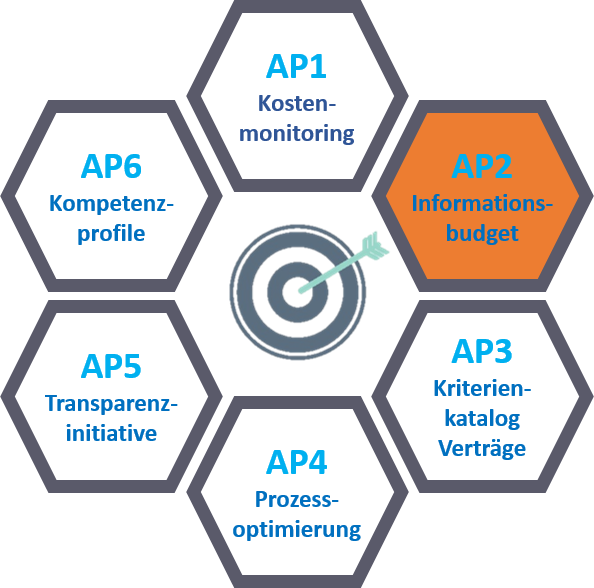 AP1
Kosten-
monitoring
AP2
Informations-
budget
AP3
Kriterien-
katalog
Verträge
AP4
Prozess-
optimierung
AP5
Transparenz-
initiative
AP6
Kompetenz-
profile